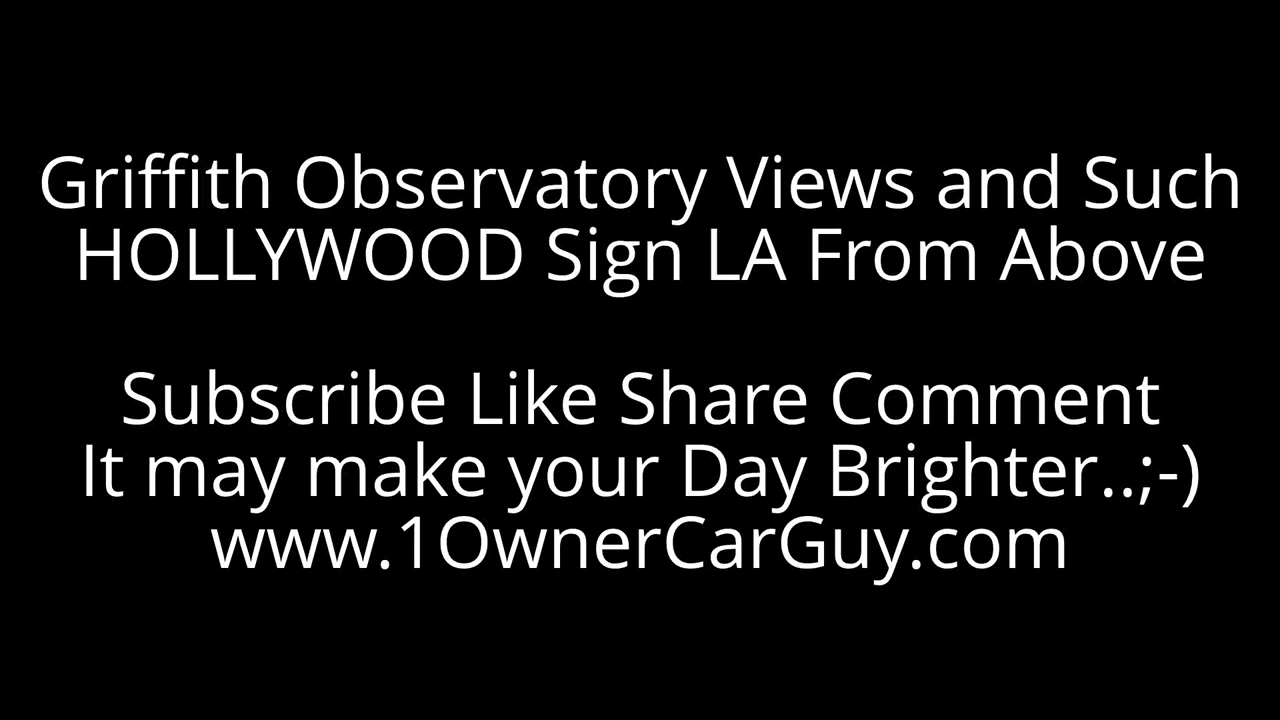 Griffith Observatory Views and Such
HOLLYWOOD Sign LA From Above
Subscribe Like Share Comment
It may make your Day Brighter..;-)
www.1OwnerCarGuy.com